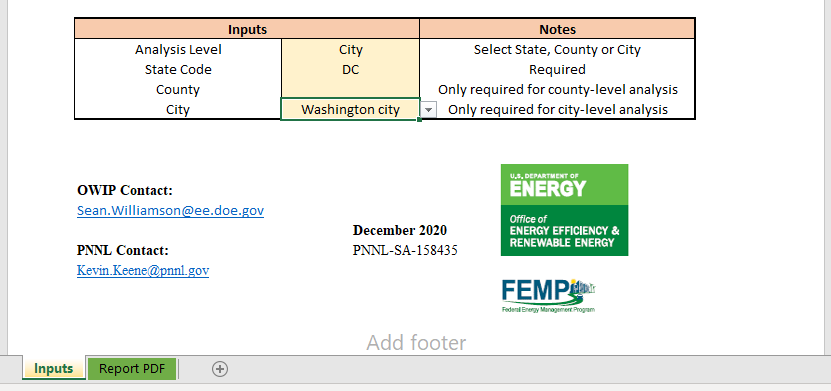 Inputs Notes
Analysis Level City Select State, County or City
State Code DC Required
County Only required for county-level analysis
City Washington city Only required for city-level analysis
OWIP Contact:
Sean.Williamson@ee.doe.gov
PNNL Contact:
Kevin.Keene@pnnl.gov
December 2020
PNNL-SA-158435
U.S. DEPARTMENT OF
ENERGY
Office of
ENERGY EFFICIENCY &
RENEWABLE ENERGY
FEMP
Federal Energy Management Program
Add footer
Inputs Report PDF